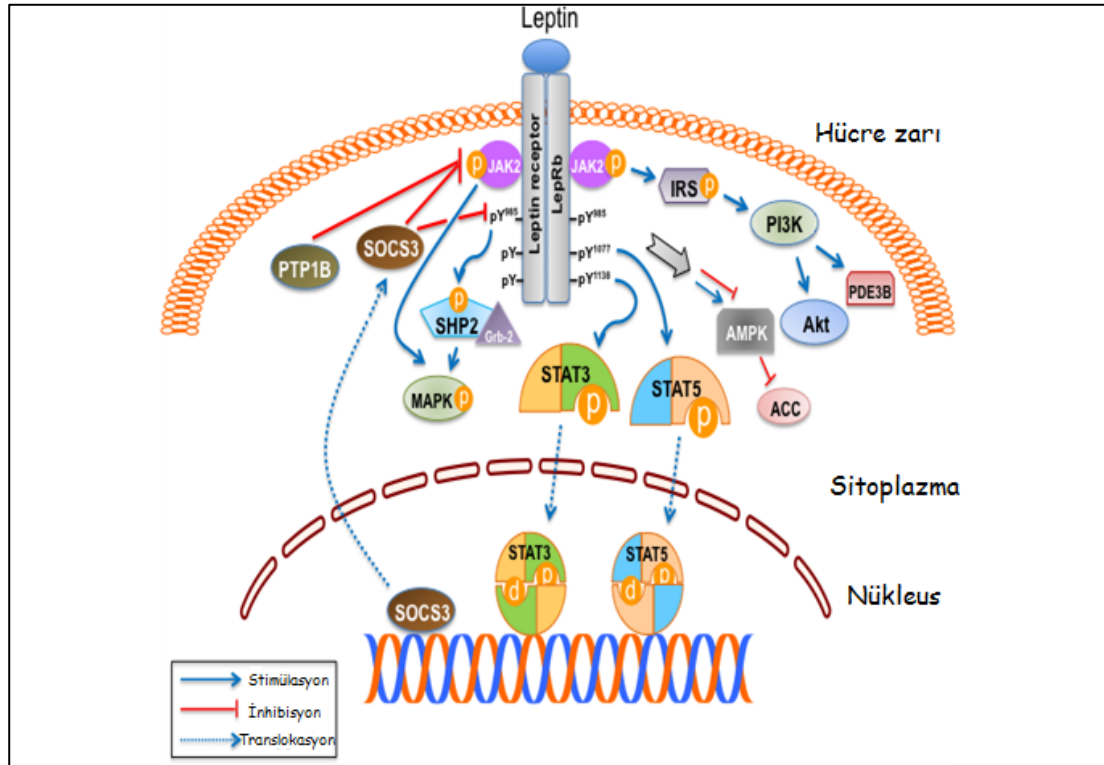 Leptin
Hücre zarı
Leptin receptor
LepRb
p JAK2
JAK2 p
IRS p
PI3K
PDE3B
Akt
PTP1B
SOCS3
pY985
pY
pY
pY985
pY1077
pY1138
p
SHP2
Grb-2
MAPK p
AMPK
ACC
STAT3
p
STAT5
p
Sitoplazma
Nükleus
STAT3
d p
STAT5
d p
SOCS3
Stimülasyon
İnhibisyon
Translokasyon